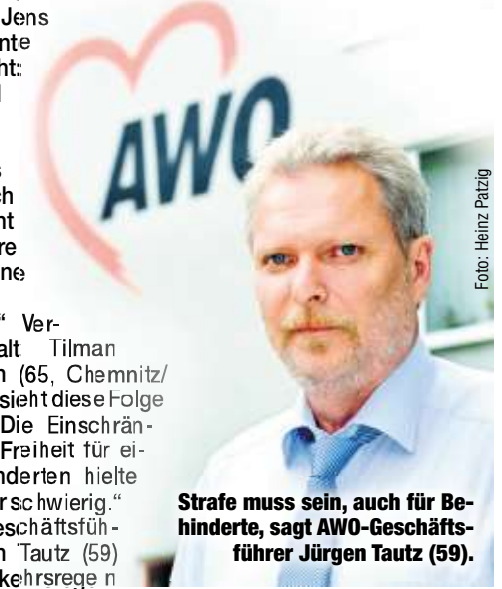 Jens
nte
ht:
s
ch
nt
re
ne
“ Ver-
alt Tilman
n (65, Chemnitz/
sieht diese Folge
Die Einschrän-
Freiheit für ei-
nderten hielte
r schwierig.“
eschäftsfüh-
n Tautz (59)
kehrsregen
AWO
Foto: Heinz Patzig
Strafe muss sein, auch für Be-
hinderte, sagt AWO-Geschäfts-
führer Jürgen Tautz (59).